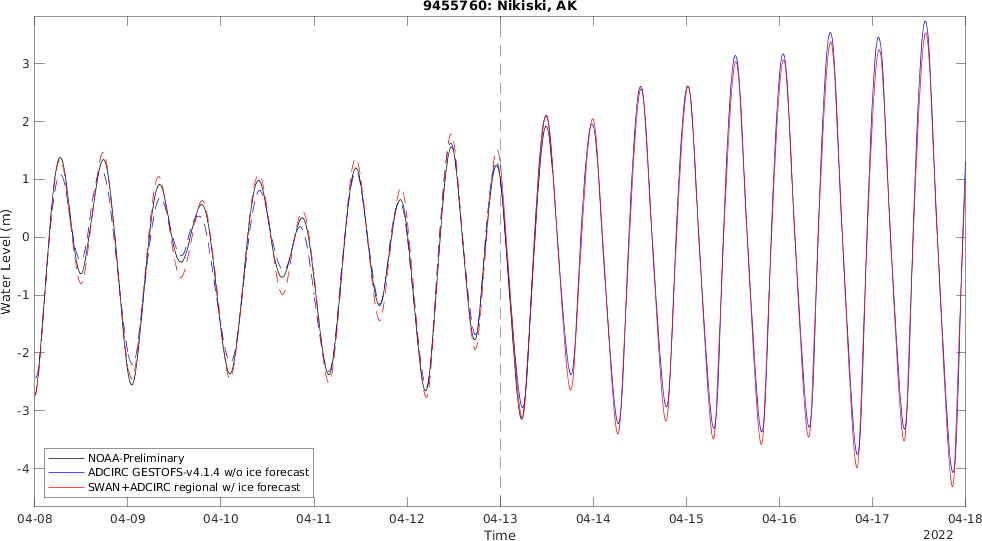 9455760: Nikiski, AK
Water Level (m)
3
2
1
0
-1
-2
-3
-4
NOAA-Preliminary
ADCIRC GESTOFS-v4.1.4 w/o ice forecast
SWAN+ADCIRC regional w/ ice forecast
04-08 04-09 04-10 04-11 04-12 04-13 04-14 04-15 04-16 04-17 04-18
Time
2022